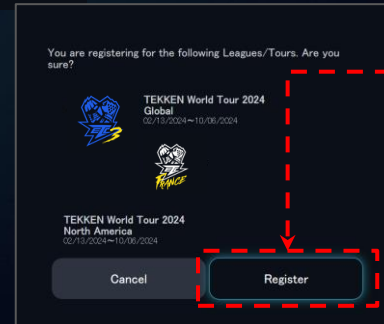 You are registering for the following Leagues/Tours. Are you
sure?
TEKKEN World Tour 2024
Global
02/13/2024~10/06/2024
FRANCE
TEKKEN World Tour 2024
North America
02/13/2024~10/06/2024
Cancel
Register